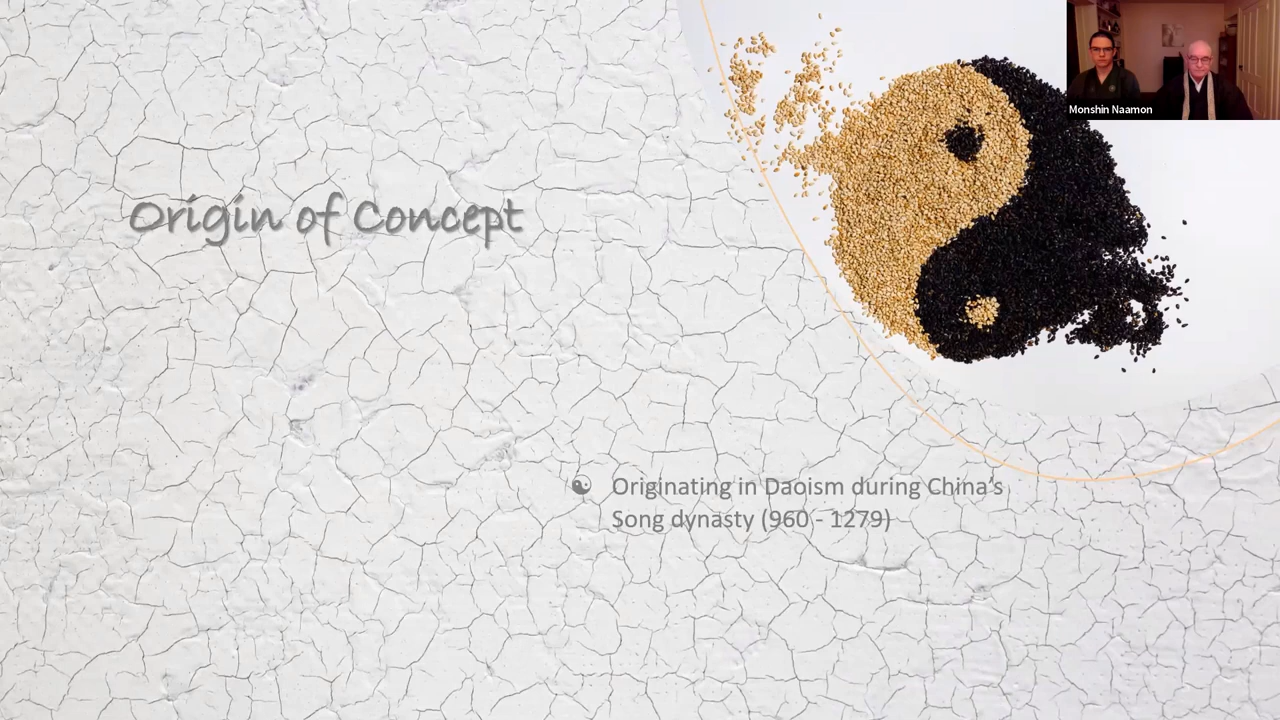 Monshin Naamon
Origin of Concept
Originating in Daoism during China's
Song dynasty (960 - 1279)